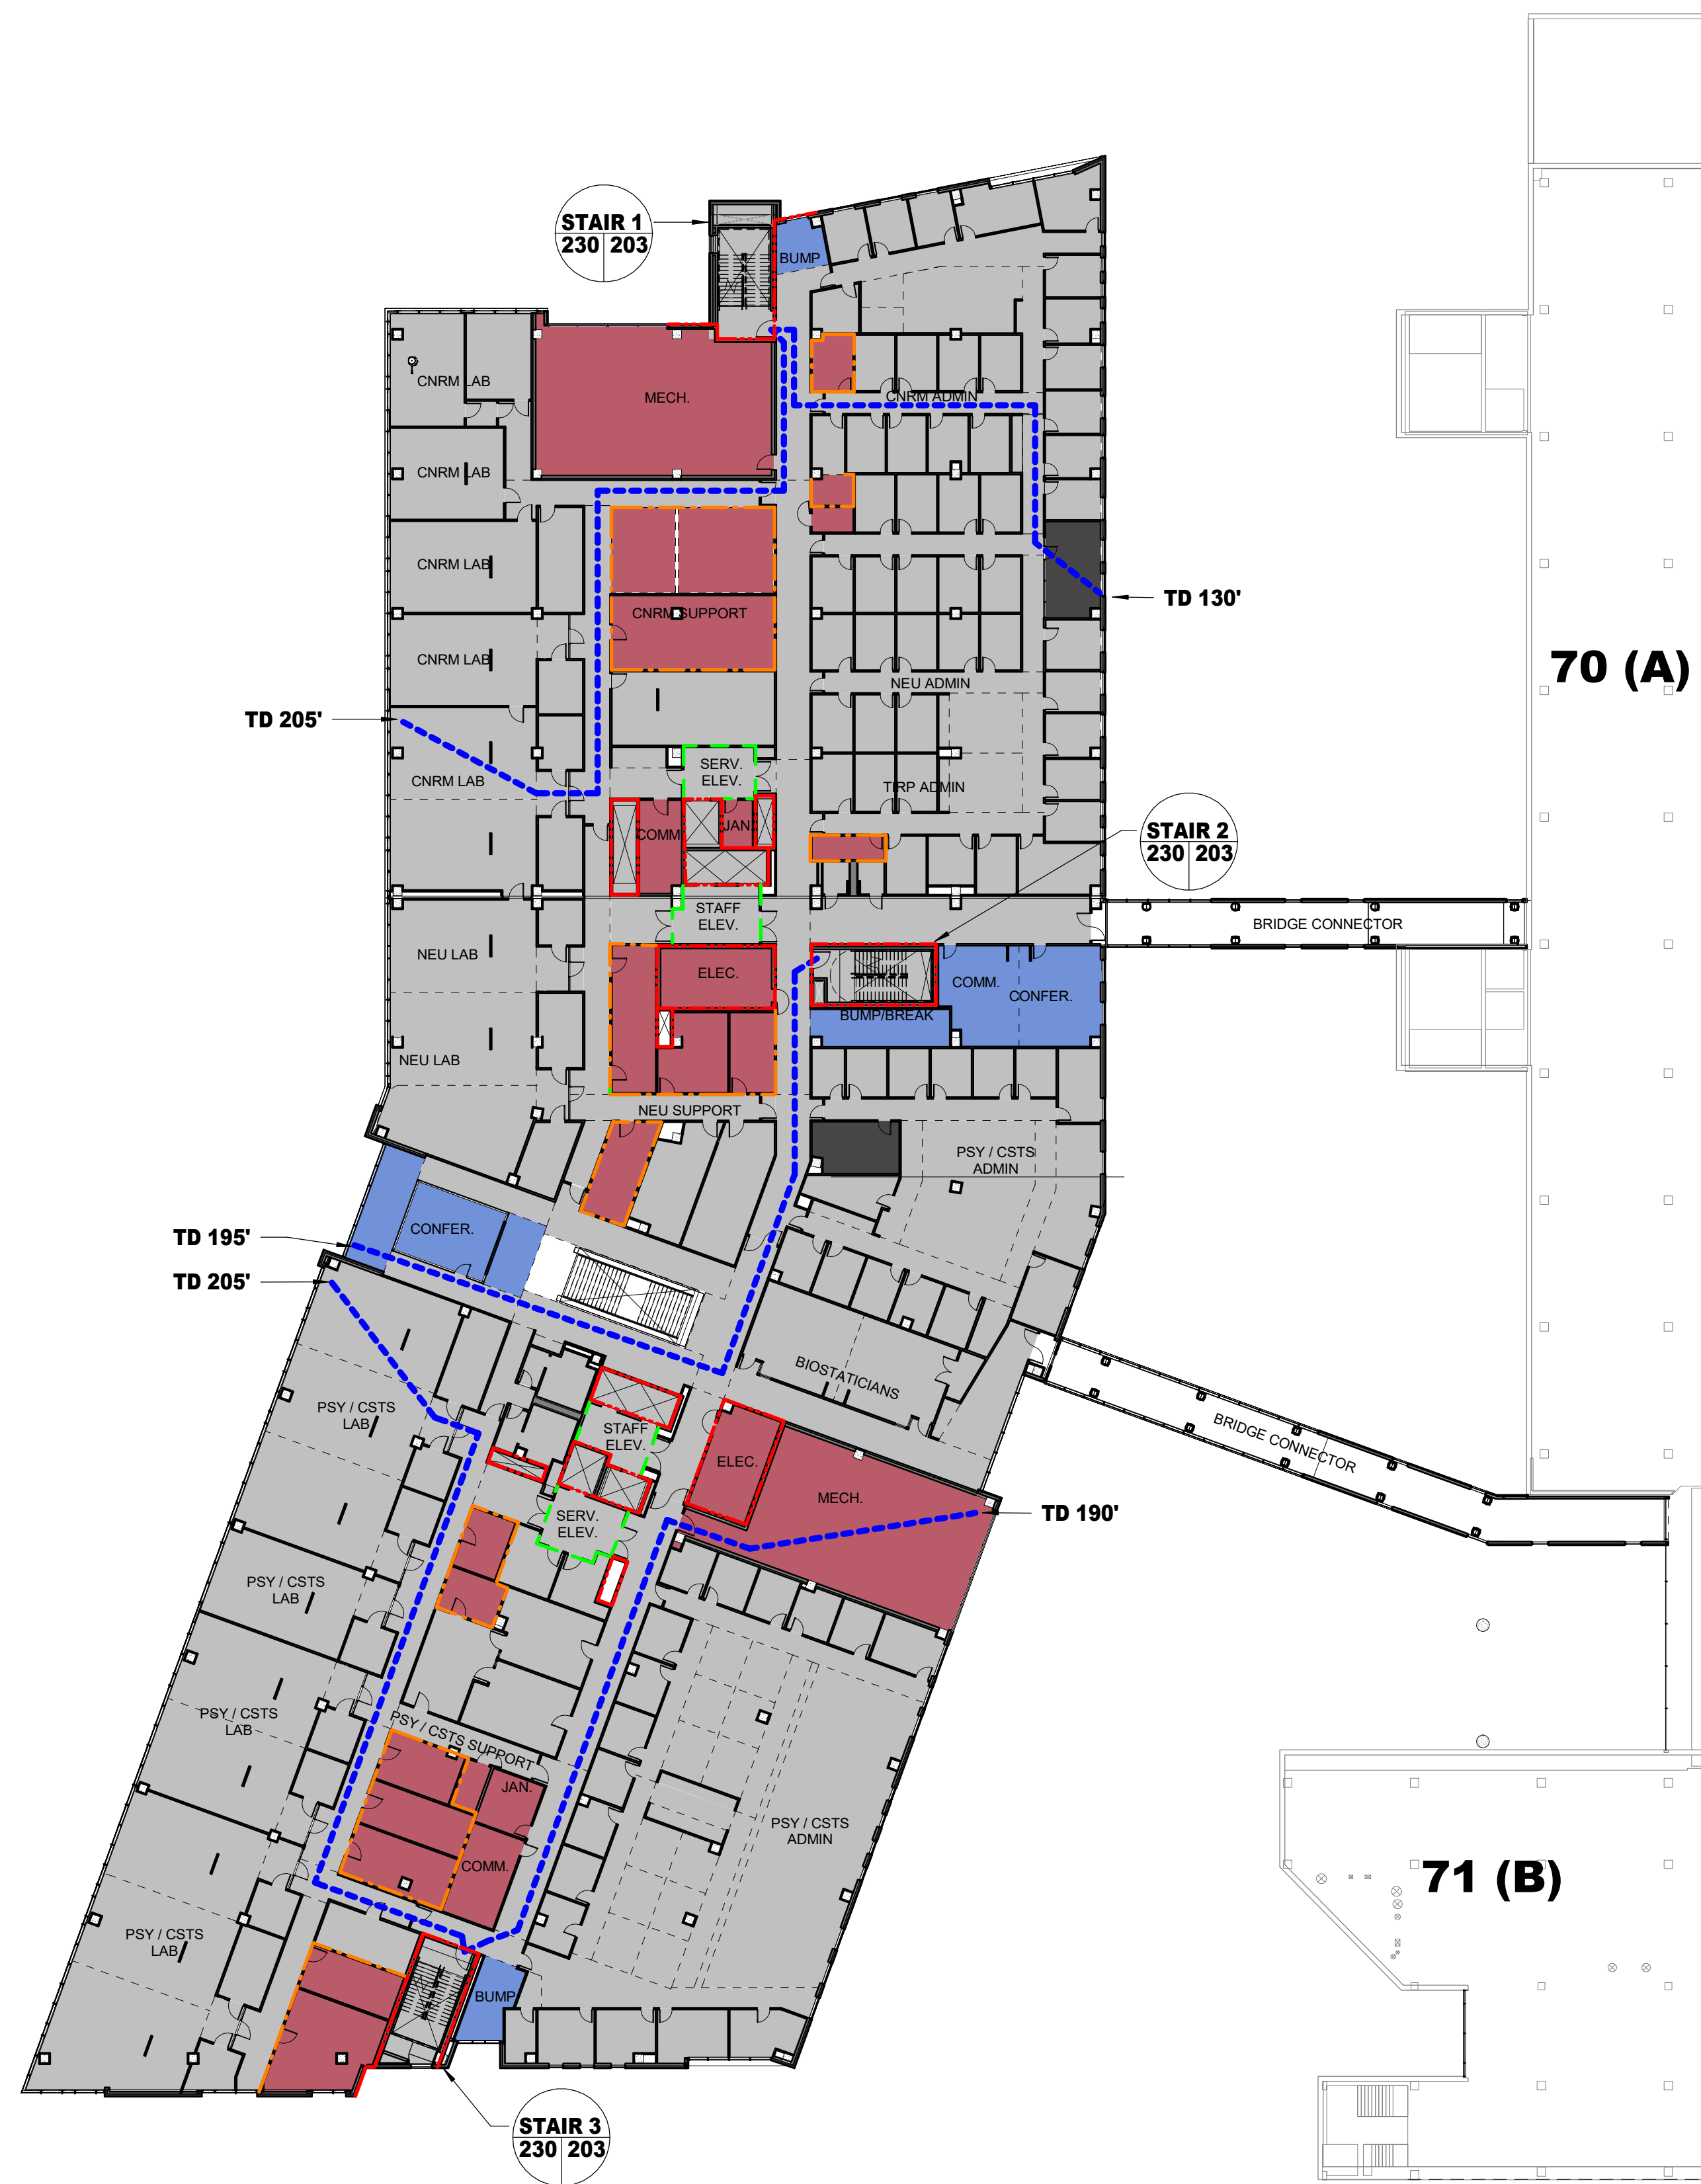 STAIR 1
230 203
BUMP
CNRM LAB
MECH.
CNRM ADMIN
CNRM LAB
CNRM LAB
TD 130'
CNRM SUPPORT
CNRM LAB
70 (A)
NEU ADMIN
TD 205'
SERV.
ELEV.
CNRM LAB
TIRP ADMIN
COMM.
JAN.
STAIR 2
230 203
STAFF
ELEV.
BRIDGE CONNECTOR
NEU LAB
ELEC.
COMM.
CONFER.
BUMP/BREAK
NEU LAB
NEU SUPPORT
PSY / CSTS
ADMIN
CONFER.
TD 195'
TD 205'
BIOSTATICIANS
PSY / CSTS
LAB
STAFF
ELEV.
BRIDGE CONNECTOR
ELEC.
MECH.
TD 190'
SERV.
ELEV.
PSY / CSTS
LAB
PSY / CSTS
LAB
PSY / CSTS SUPPORT
JAN.
PSY / CSTS
ADMIN
COMM.
71 (B)
PSY / CSTS
LAB
BUMP
STAIR 3
230 203